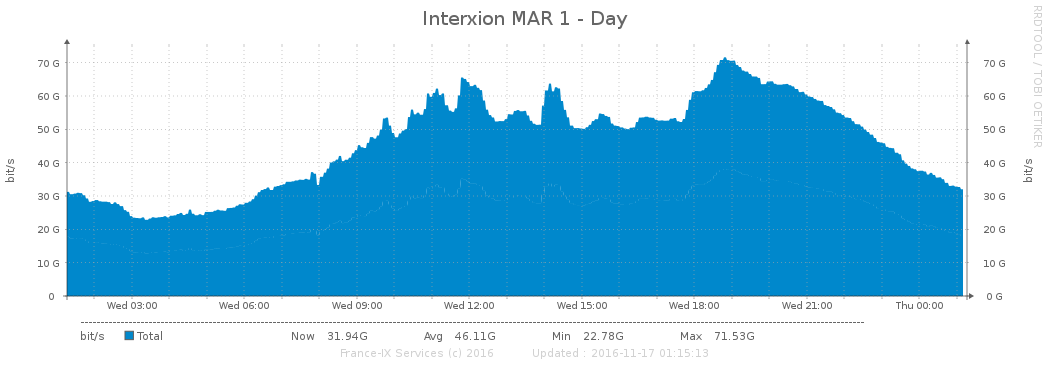 Interxion MAR 1 - Day
RRDTOOL / TOBI OETIKER
bit/s
bit/s
70 G 70 G
60 G 60 G
50 G 50 G
40 G 40 G
30 G 30 G
20 G 20 G
10 G 10 G
0 0 G
Wed 03:00 Wed 06:00 Wed 09:00 Wed 12:00 Wed 15:00 Wed 18:00 Wed 21:00 Thu 00:00
bit/s Total Now 31.94G Avg 46.11G Min 22.78G Max 71.53G
France-IX Services (c) 2016 Updated : 2016-11-17 01:15:13